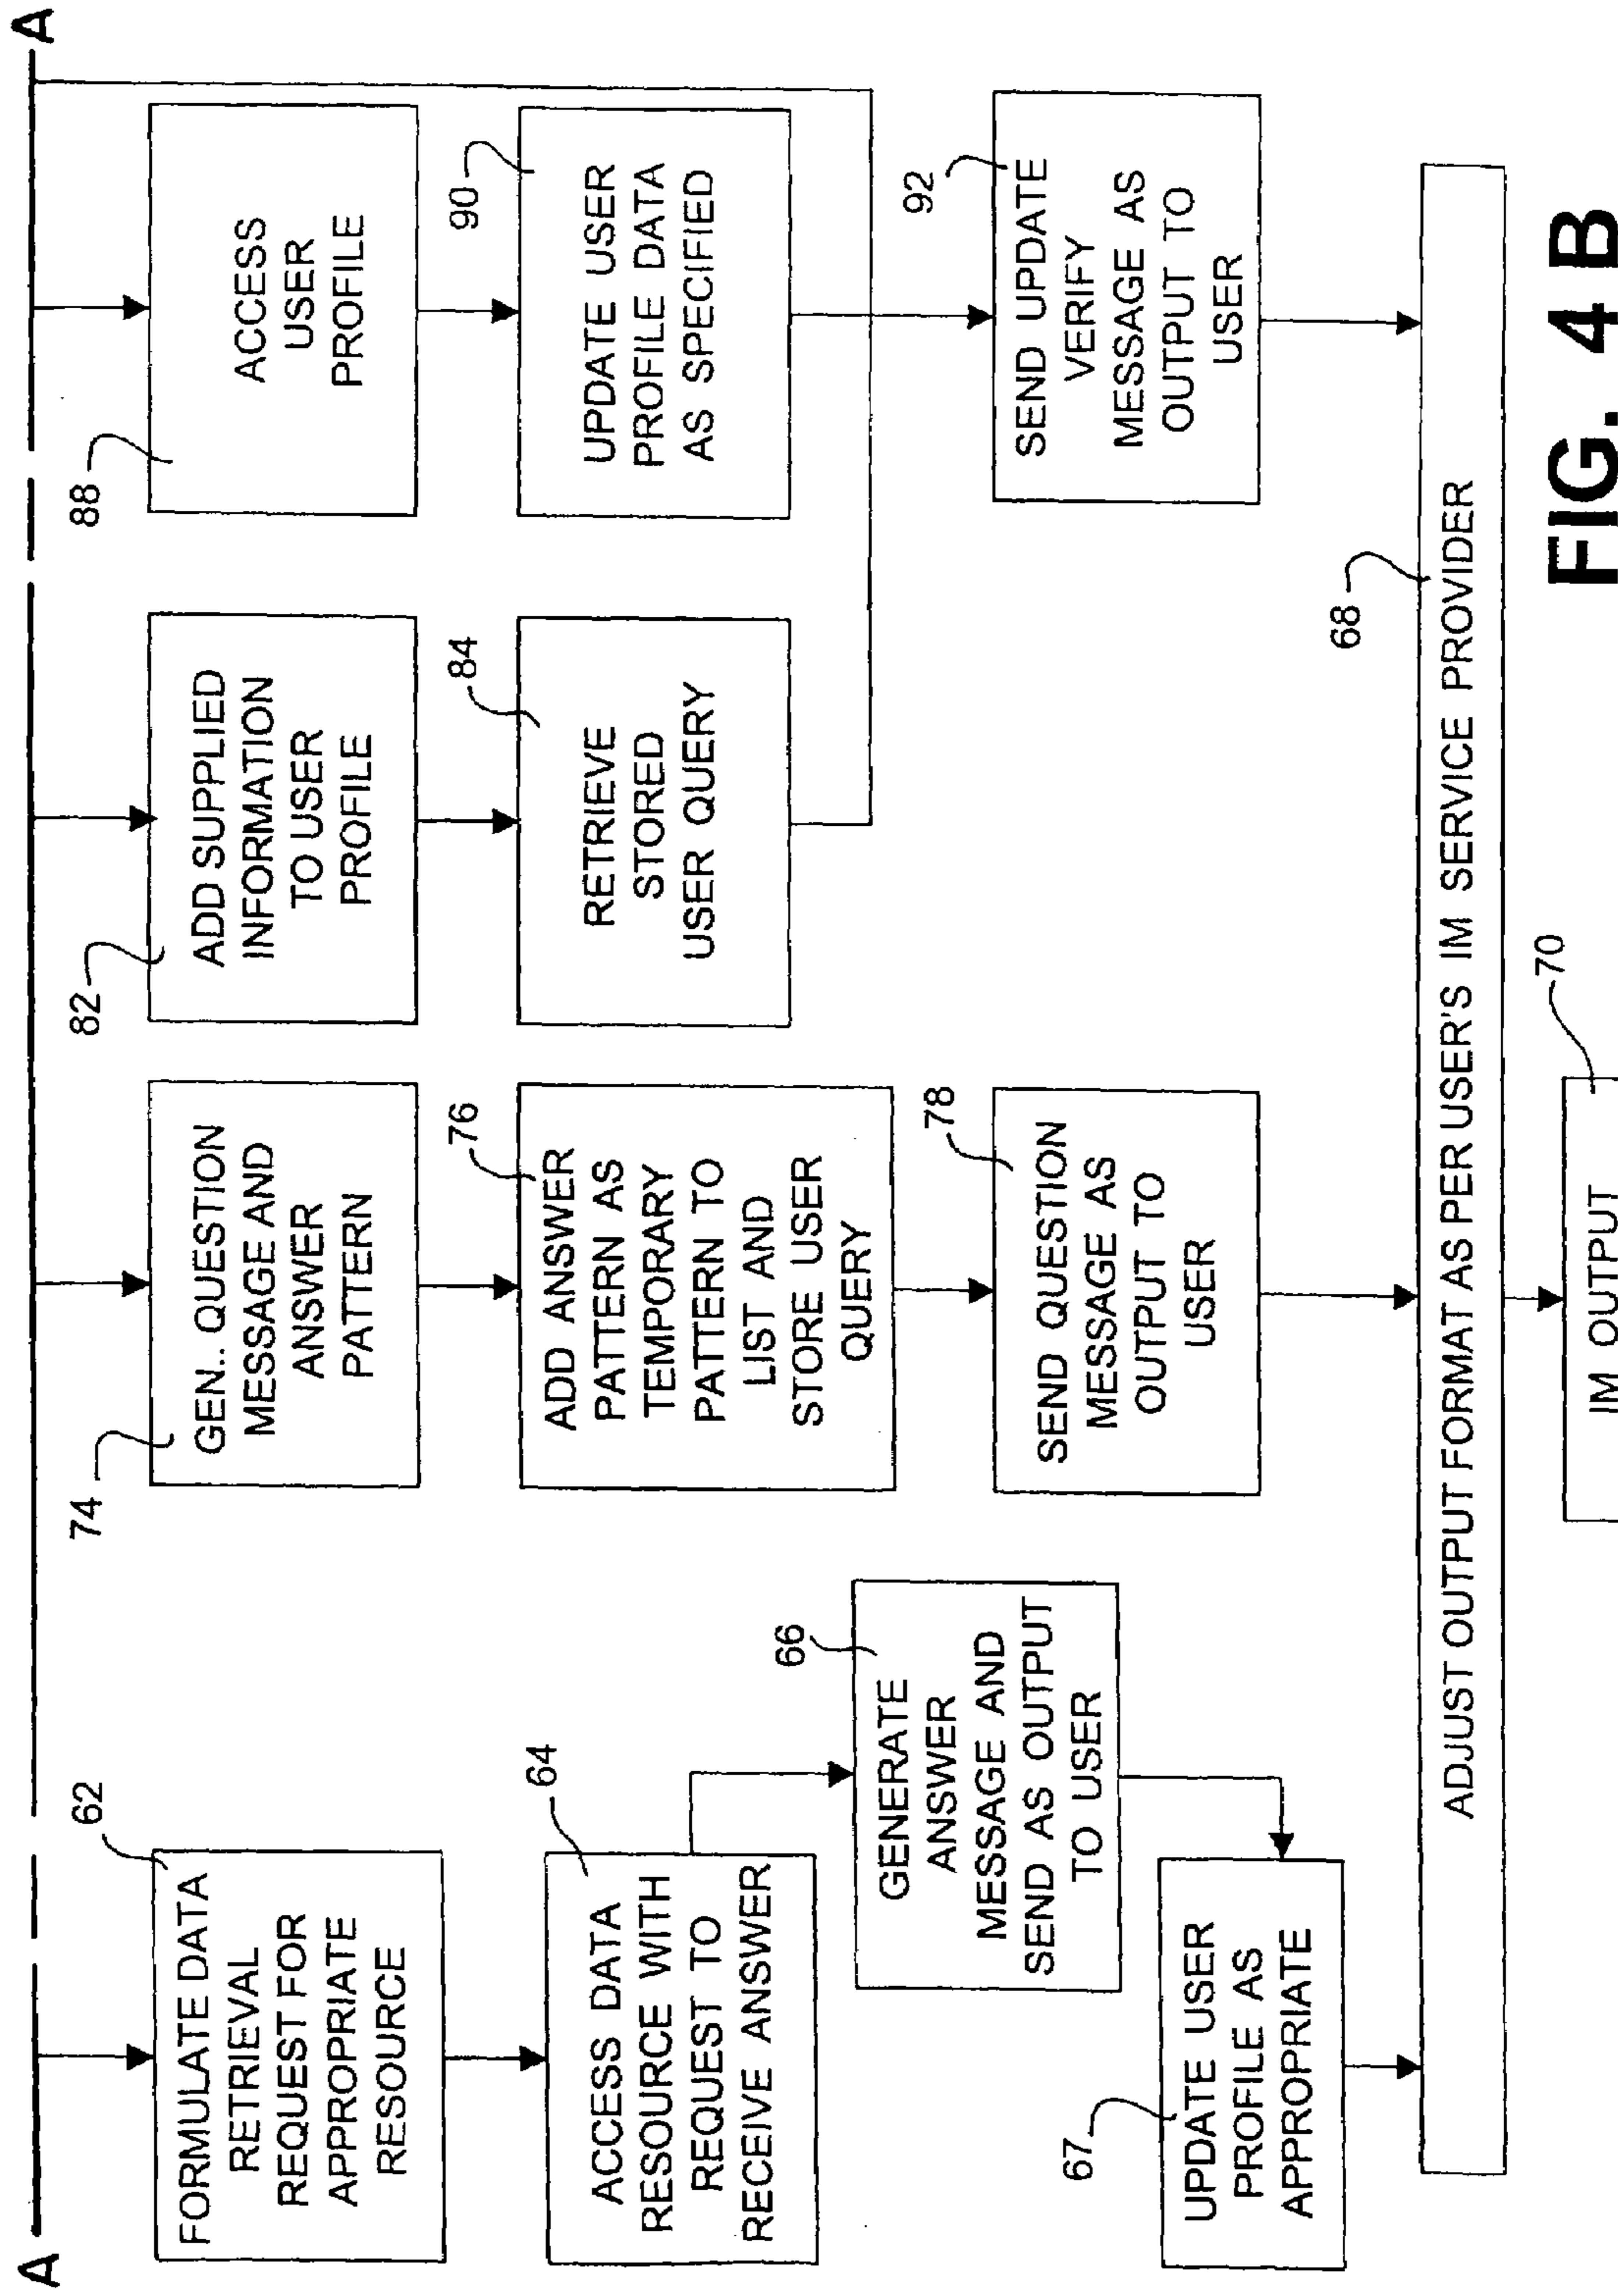 A
A
62
FORMULATE DATA
RETRIEVAL
REQUEST FOR
APPROPRIATE
RESOURCE
64
ACCESS DATA
RESOURCE WITH
REQUEST TO
RECEIVE ANSWER
66
GENERATE
ANSWER
MESSAGE AND
SEND AS OUTPUT
TO USER
67
UPDATE USER
PROFILE AS
APPROPRIATE
74
GEN.. QUESTION
MESSAGE AND
ANSWER
PATTERN
76
ADD ANSWER
PATTERN AS
TEMPORARY
PATTERN TO
LIST AND
STORE USER
QUERY
78
SEND QUESTION
MESSAGE AS
OUTPUT TO
USER
82
ADD SUPPLIED
INFORMATION
TO USER
PROFILE
84
RETRIEVE
STORED
USER QUERY
88
ACCESS
USER
PROFILE
90
UPDATE USER
PROFILE DATA
AS SPECIFIED
92
SEND UPDATE
VERIFY
MESSAGE AS
OUTPUT TO
USER
68
ADJUST OUTPUT FORMAT AS PER USER'S IM SERVICE PROVIDER
70
IM OUTPUT
FIG. 4 B